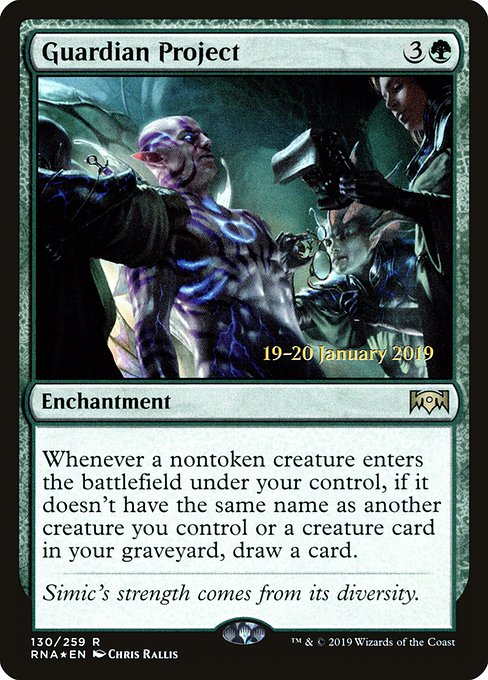 Guardian Project 3
19–20 January 2019
Enchantment
Whenever a nontoken creature enters
the battlefield under your control, if it
doesn't have the same name as another
creature you control or a creature card
in your graveyard, draw a card.
Simic's strength comes from its diversity.
130/259 R
™ & © 2019 Wizards of the Coast
RNA★EN Chris Rallis